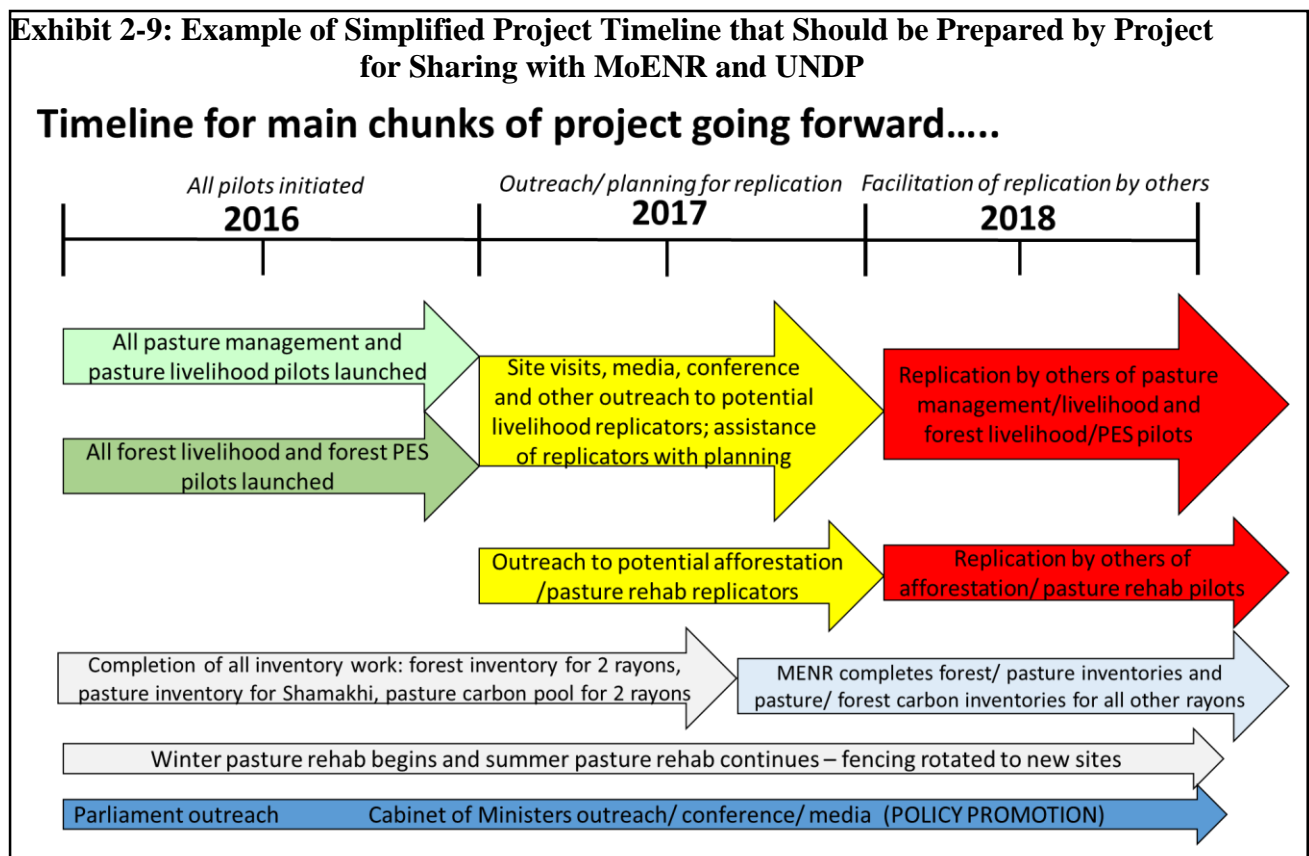 Exhibit 2-9: Example of Simplified Project Timeline that Should be Prepared by Project
for Sharing with MoENR and UNDP
Timeline for main chunks of project going forward…..
All pilots initiated
Outreach/ planning for replication
Facilitation of replication by others
2016
2017
2018
All pasture management and
pasture livelihood pilots launched
All forest livelihood and forest PES
pilots launched
Site visits, media, conference
and other outreach to potential
livelihood replicators; assistance
of replicators with planning
Replication by others of pasture
management/livelihood and
forest livelihood/PES pilots
Outreach to potential afforestation
/pasture rehab replicators
Replication by others of
afforestation/ pasture rehab pilots
Completion of all inventory work: forest inventory for 2 rayons,
pasture inventory for Shamakhi, pasture carbon pool for 2 rayons
MENR completes forest/ pasture inventories and
pasture/ forest carbon inventories for all other rayons
Winter pasture rehab begins and summer pasture rehab continues – fencing rotated to new sites
Parliament outreach
Cabinet of Ministers outreach/ conference/ media (POLICY PROMOTION)